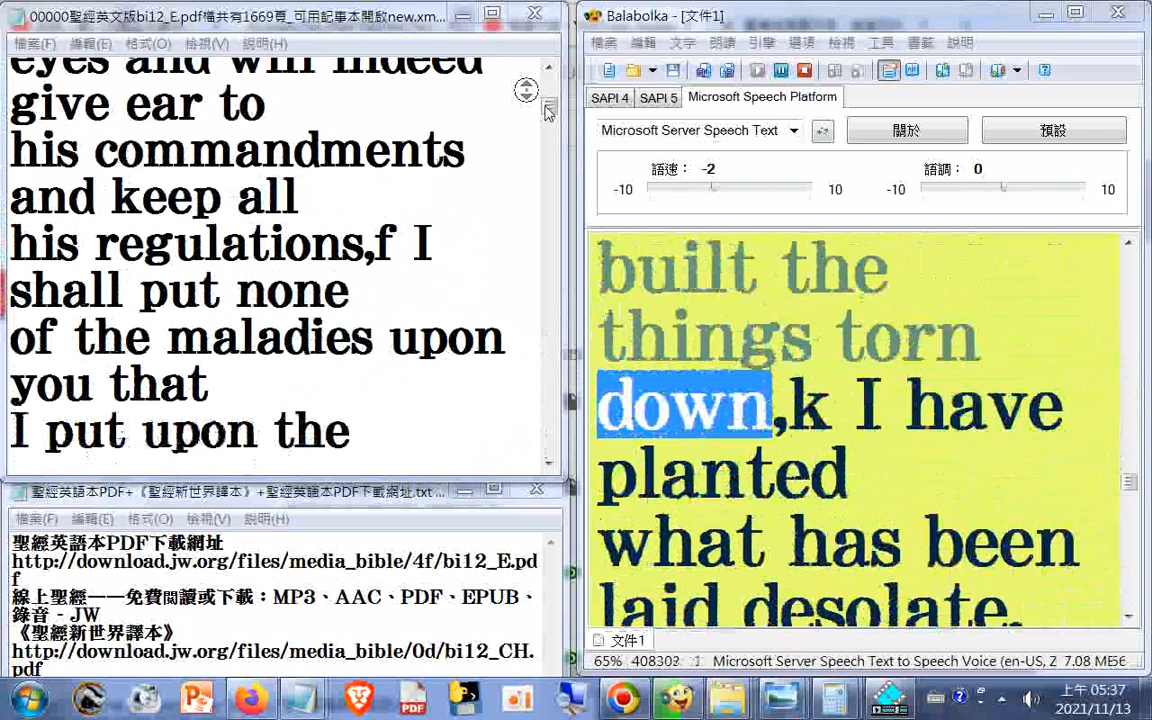 00000聖經英文版bi12_E.pdf檔共有1669頁_可用記事本開啟new.xm...
檔案(F) 編輯(E) 格式(O) 檢視(V) 說明(H)
eyes and will indeed
give ear to
his commandments
and keep all
his regulations,f I
shall put none
of the maladies upon
you that
I put upon the
聖經英語本PDF+《聖經新世界譯本》+聖經英語本PDF下載網址.txt ...
檔案(F) 編輯(E) 格式(O) 檢視(V) 說明(H)
聖經英語本PDF下載網址
http://download.jw.org/files/media_bible/4f/bi12_E.pd
f
線上聖經——免費閱讀或下載：MP3、AAC、PDF、EPUB、
錄音 - JW
《聖經新世界譯本》
http://download.jw.org/files/media_bible/0d/bi12_CH.
pdf
Balabolka - [文件1]
檔案 編輯 文字 朗讀 引擎 選項 檢視 工具 書籤 說明
SAPI 4 SAPI 5 Microsoft Speech Platform
Microsoft Server Speech Text 關於 預設
語速： -2 語調： 0
-10 10 -10 10
built the
things torn
down,k I have
planted
what has been
laid desolate.
文件1
65% 408303 Microsoft Server Speech Text to Speech Voice (en-US, Z 7.08 МБ
上午 05:37
2021/11/13